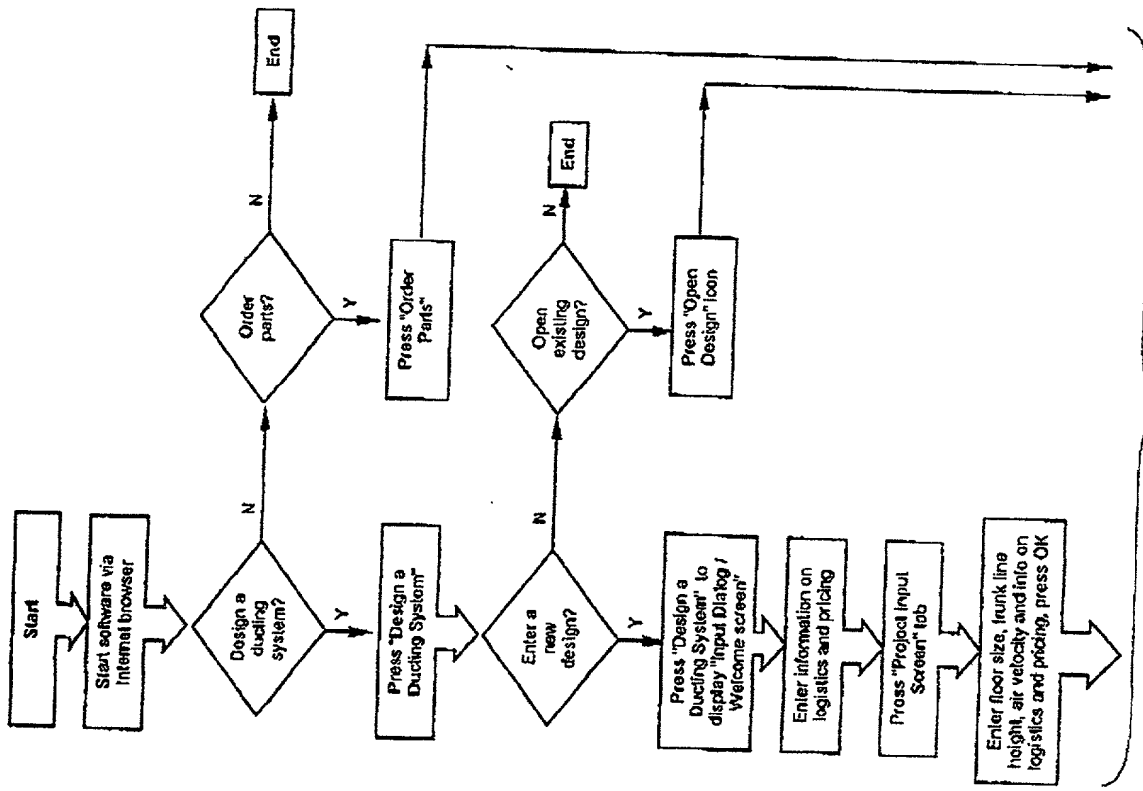 Start
Start software via
Internet browser
Design a
ducting
system?
N
Order
parts?
N
End
Y
Y
Press "Order
Parts"
Press "Design a
Ducting System"
Enter a
new
design?
N
Open
existing
design?
N
End
Y
Y
Press "Open
Design" icon
Press "Design a
Ducting System" to
display "Input Dialog /
Welcome screen"
Enter information on
logistics and pricing
Press "Project Input
Screen" tab
Enter floor size, trunk line
height, air velocity and info on
logistics and pricing, press OK